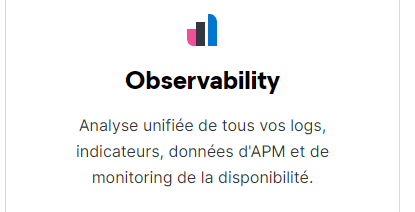 Observability
Analyse unifiée de tous vos logs,
indicateurs, données d'APM et de
monitoring de la disponibilité.